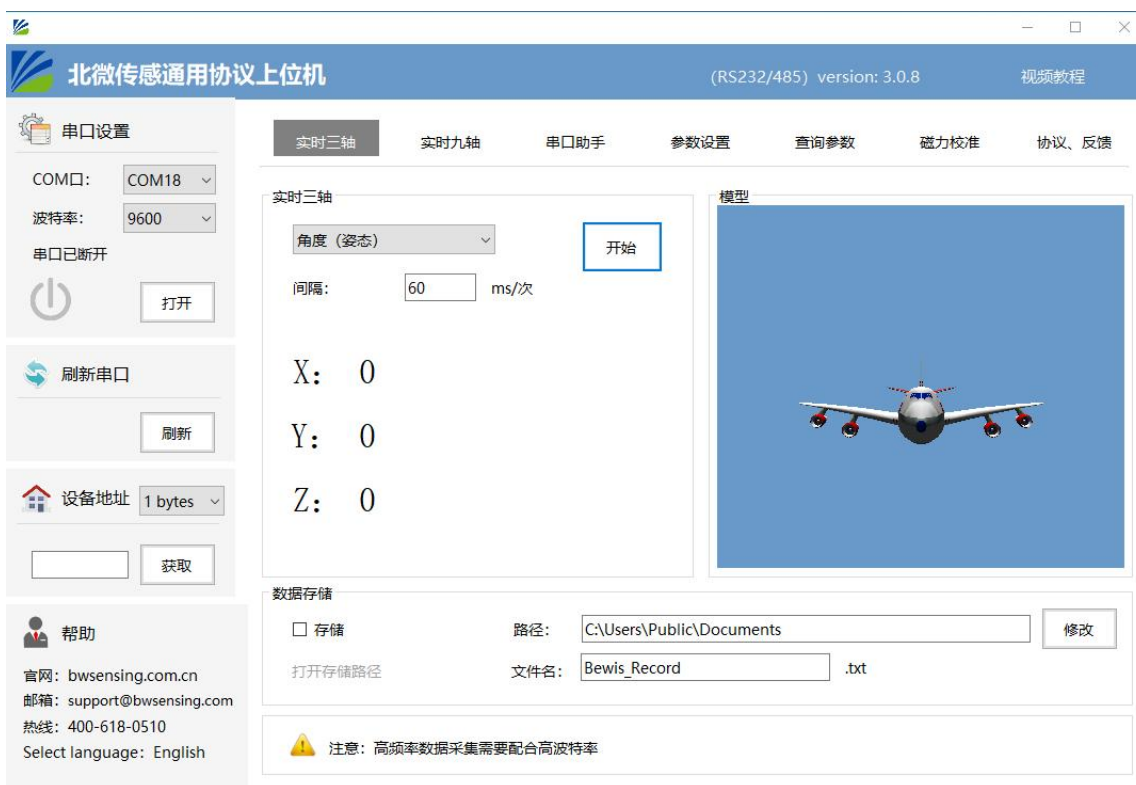 北微传感通用协议上位机
(RS232/485) version: 3.0.8
视频教程
串口设置
COM口：
COM18
波特率：
9600
串口已断开
打开
刷新串口
刷新
设备地址
1 bytes
获取
帮助
官网：bwsensing.com.cn
邮箱：support@bwsensing.com
热线：400-618-0510
Select language：English
实时三轴 实时九轴 串口助手 参数设置 查询参数 磁力校准 协议、反馈
实时三轴
角度（姿态）
开始
间隔：
60
ms/次
X： 0
Y： 0
Z： 0
模型
数据存储
存储
路径：
C:\Users\Public\Documents
修改
打开存储路径
文件名：
Bewis_Record
.txt
注意：高频率数据采集需要配合高波特率